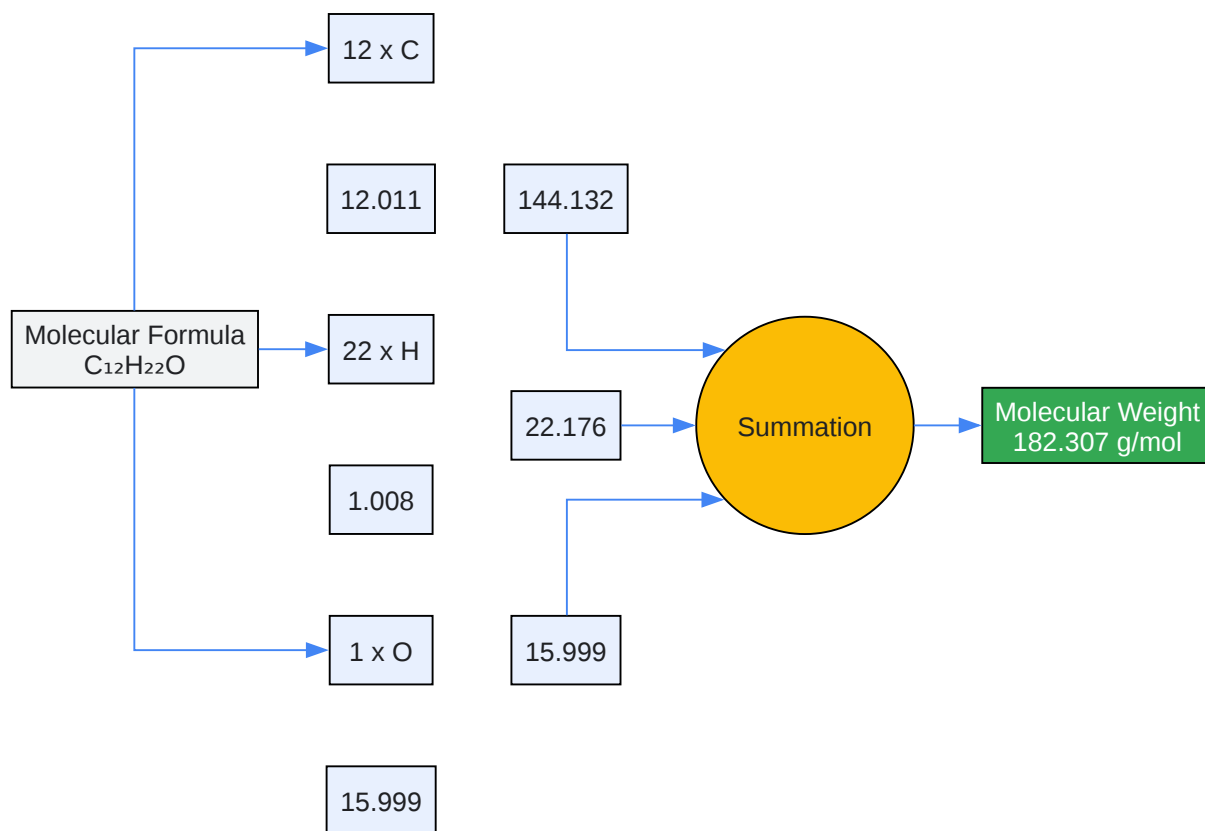 12 x C
12.011
144.132
Molecular Formula
C₁₂H₂₂O
22 x H
22.176
Summation
Molecular Weight
182.307 g/mol
1.008
1 x O
15.999
15.999